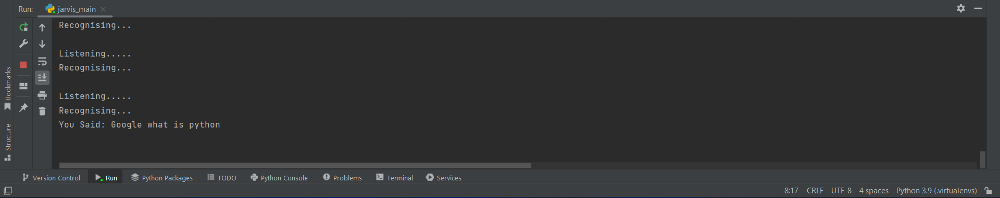 Run: jarvis_main
Recognising...
Listening.....
Recognising...
Listening.....
Recognising...
You Said: Google what is python
Bookmarks
Structure
Version Control Run Python Packages TODO Python Console Problems Terminal Services
8:17 CRLF UTF-8 4 spaces Python 3.9 (.virtualenvs)